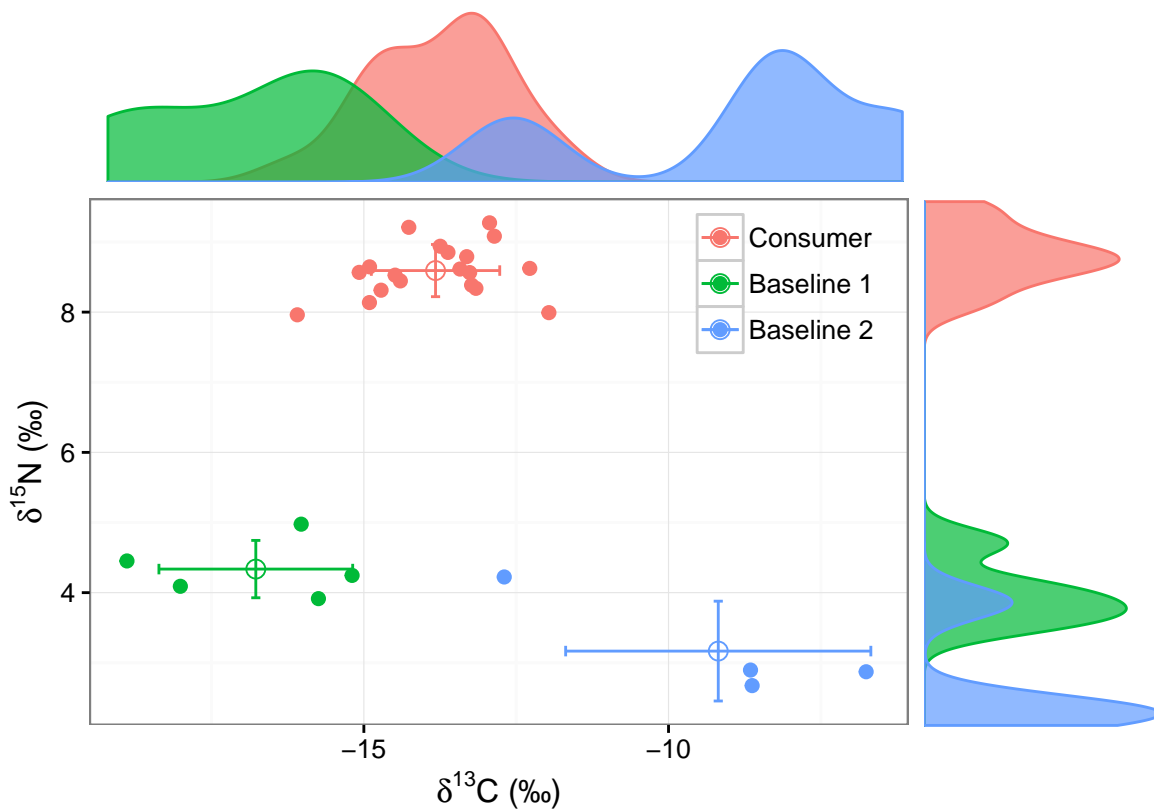 Consumer
Baseline 1
Baseline 2
8
6
4
δ¹⁵N (‰)
−15
−10
δ¹³C (‰)